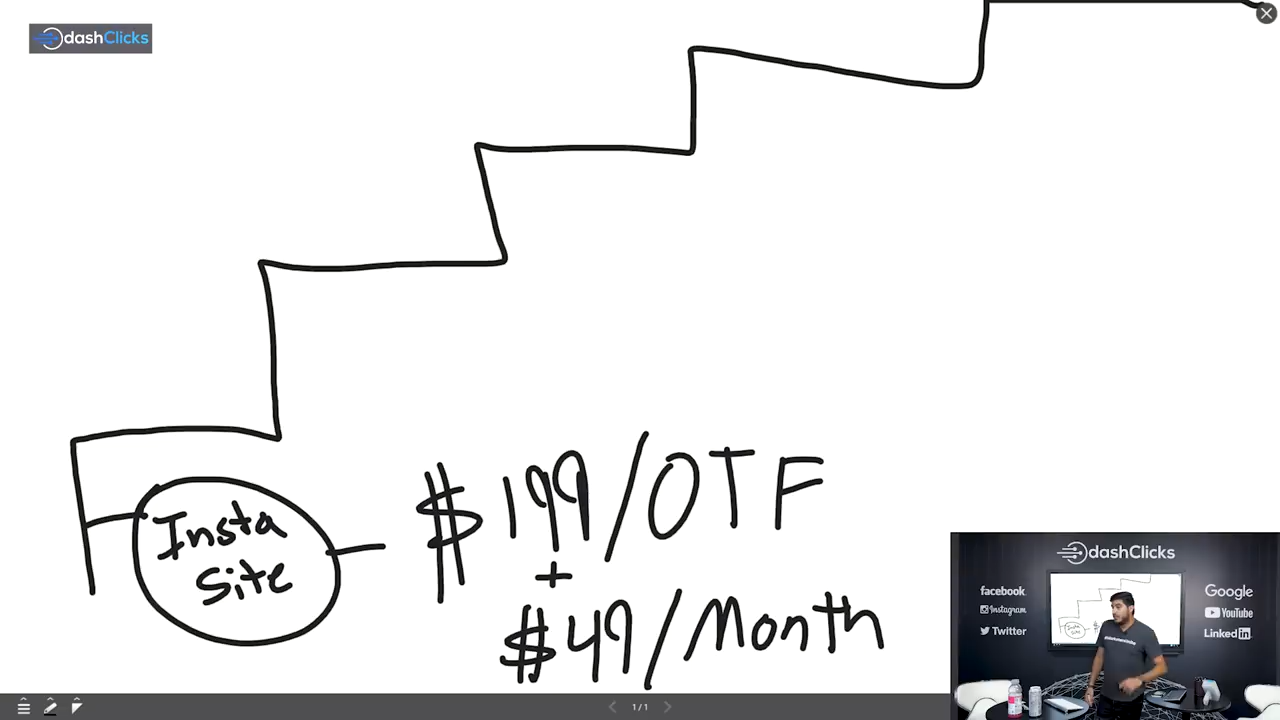 dashClicks
Insta
Site
$199/OTF
+
$49/Month
1/1
dashClicks
facebook
Instagram
Twitter
Google
YouTube
Linked in